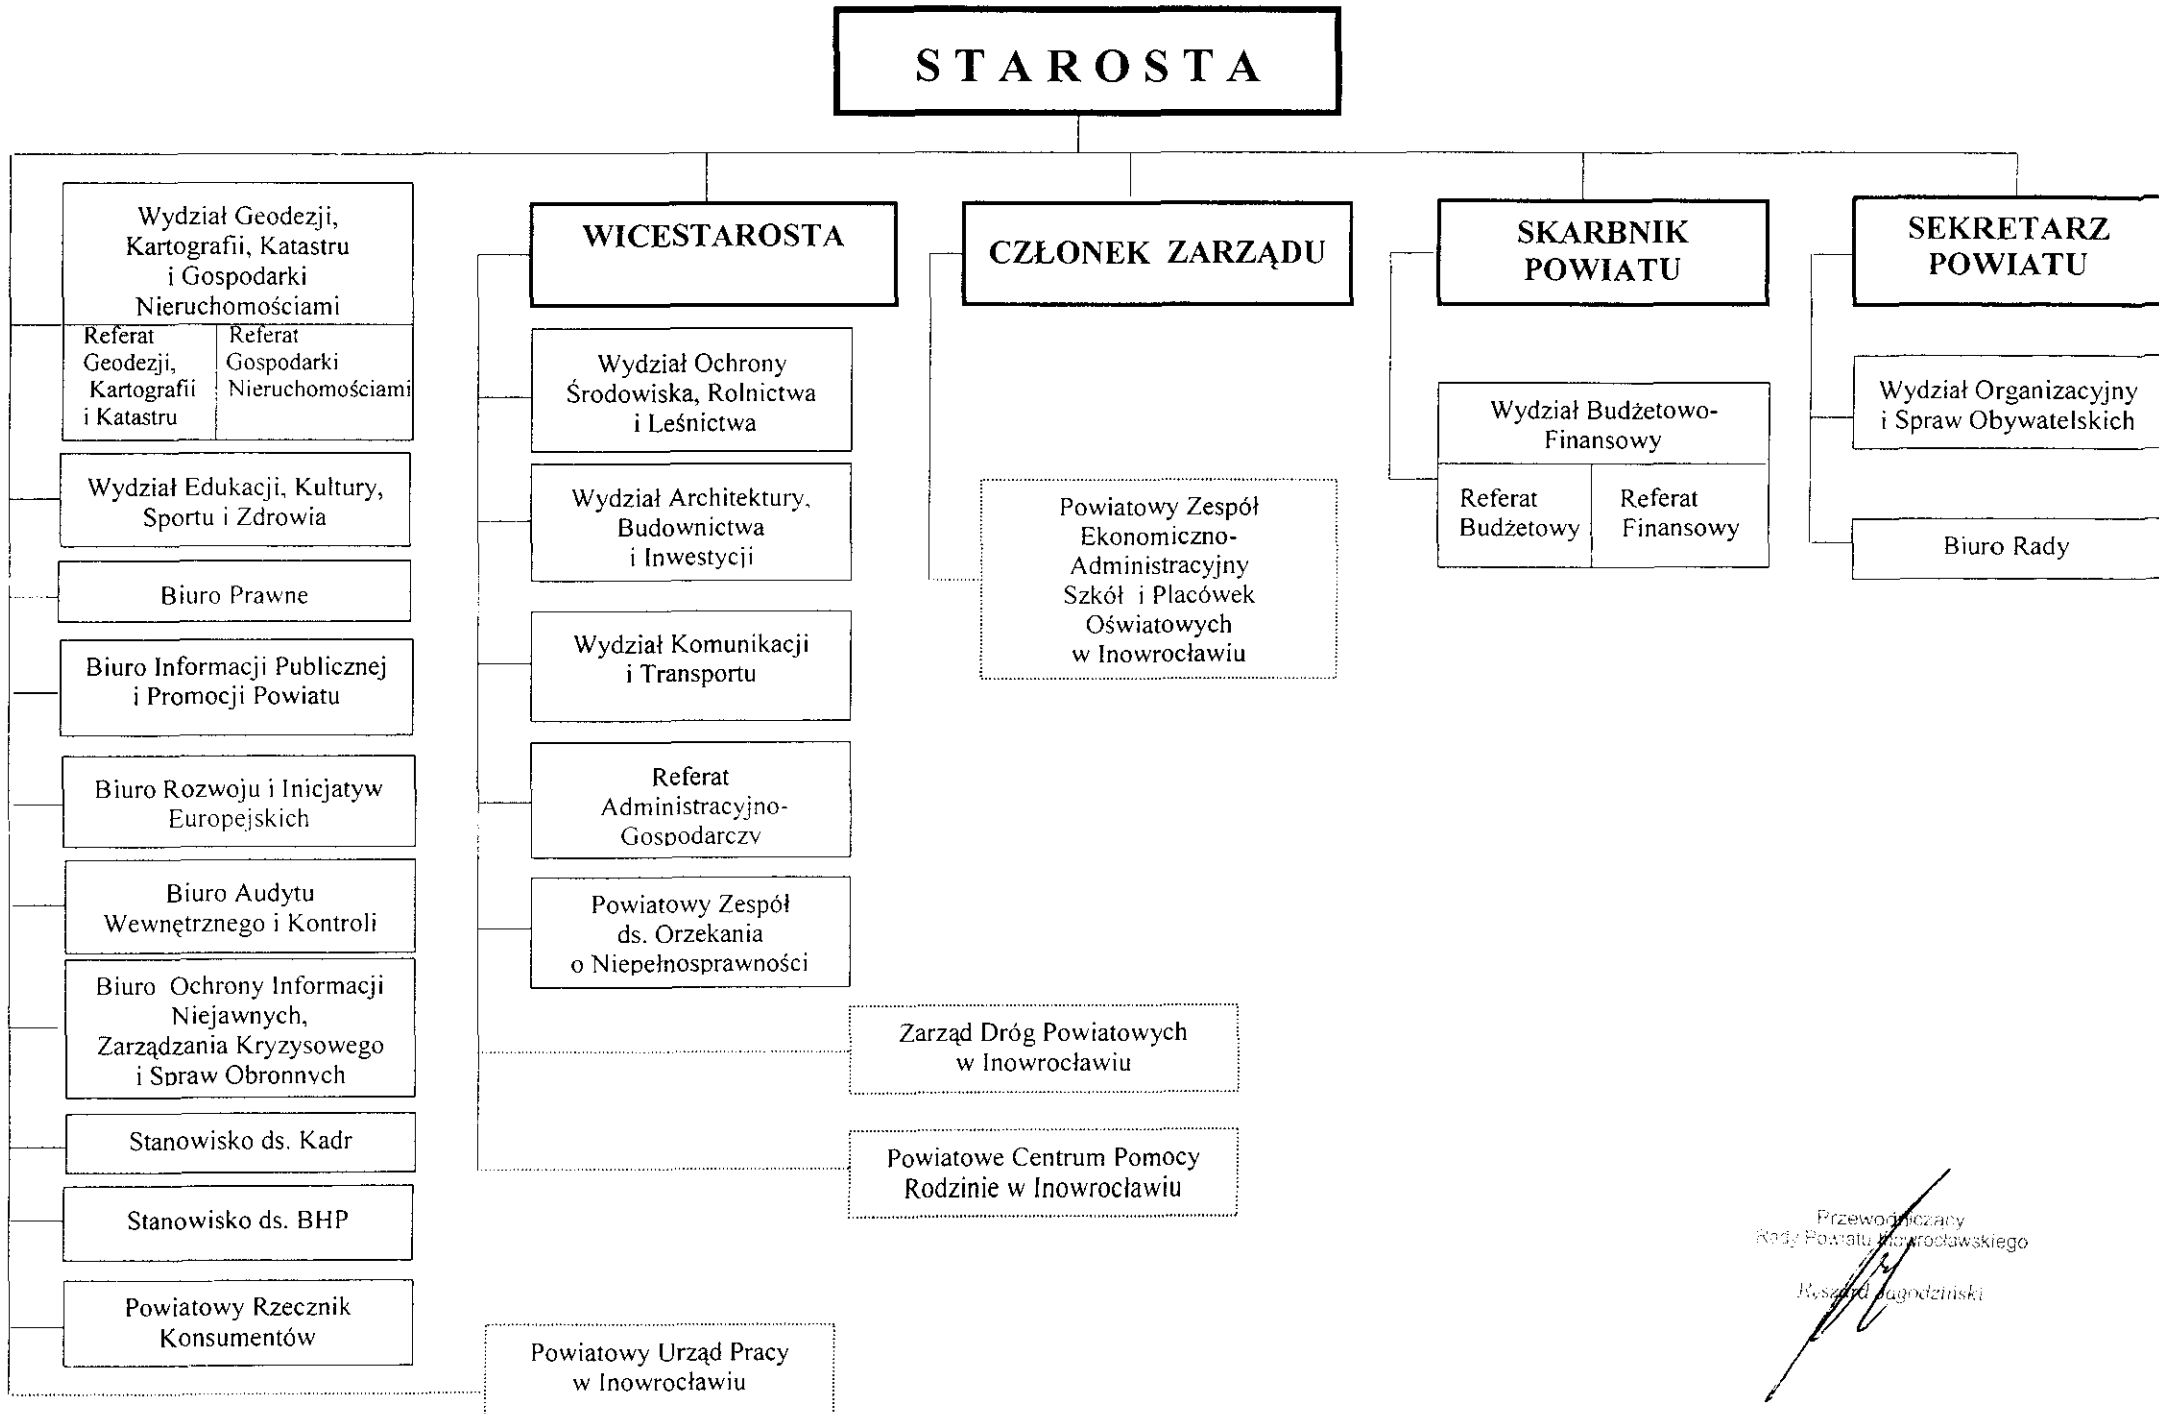 STAROSTA
Wydział Geodezji,
Kartografii, Katastru
i Gospodarki
Nieruchomościami
Referat
Geodezji,
Kartografii
i Katastru
Referat
Gospodarki
Nieruchomościami
Wydział Edukacji, Kultury,
Sportu i Zdrowia
Biuro Prawne
Biuro Informacji Publicznej
i Promocji Powiatu
Biuro Rozwoju i Inicjatyw
Europejskich
Biuro Audytu
Wewnętrznego i Kontroli
Biuro Ochrony Informacji
Niejawnych,
Zarządzania Kryzysowego
i Spraw Obronnych
Stanowisko ds. Kadr
Stanowisko ds. BHP
Powiatowy Rzecznik
Konsumentów
Powiatowy Urząd Pracy
w Inowrocławiu
WICESTAROSTA
Wydział Ochrony
Środowiska, Rolnictwa
i Leśnictwa
Wydział Architektury,
Budownictwa
i Inwestycji
Wydział Komunikacji
i Transportu
Referat
Administracyjno-
Gospodarczy
Powiatowy Zespół
ds. Orzekania
o Niepełnosprawności
Zarząd Dróg Powiatowych
w Inowrocławiu
Powiatowe Centrum Pomocy
Rodzinie w Inowrocławiu
CZŁONEK ZARZĄDU
Powiatowy Zespół
Ekonomiczno-
Administracyjny
Szkół i Placówek
Oświatowych
w Inowrocławiu
SKARBNIK
POWIATU
Wydział Budżetowo-
Finansowy
Referat
Budżetowy
Referat
Finansowy
SEKRETARZ
POWIATU
Wydział Organizacyjny
i Spraw Obywatelskich
Biuro Rady
Przewodniczący
Rady Powiatu Inowrocławskiego
Ryszard Jagodziński